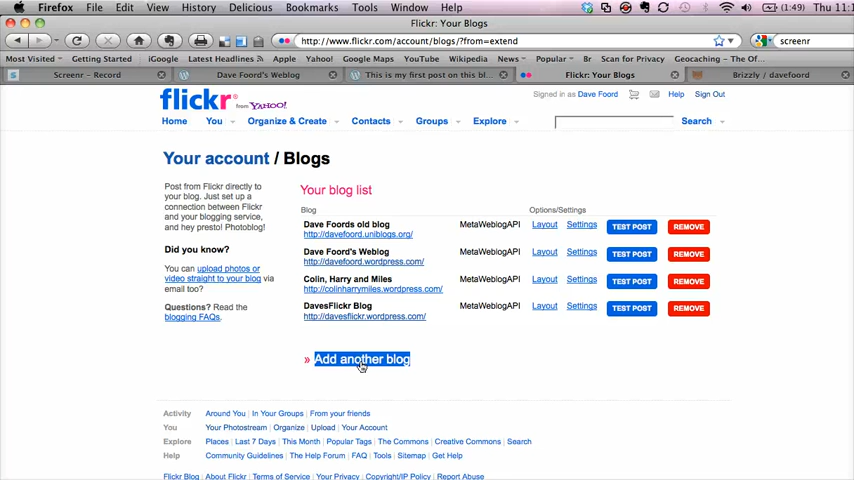 Firefox File Edit View History Delicious Bookmarks Tools Window Help (1:49) Thu 11:1
Flickr: Your Blogs
http://www.flickr.com/account/blogs/?from=extend screenr
Most Visited Getting Started iGoogle Latest Headlines Apple Yahoo! Google Maps YouTube Wikipedia News Popular Br Scan for Privacy Geocaching – The Of...
Screenr – Record Dave Foord's Weblog This is my first post on this bl... Flickr: Your Blogs Brizzly / davefoord
flickr from YAHOO!
Signed in as Dave Foord Help Sign Out
Home You Organize & Create Contacts Groups Explore Search
Your account / Blogs
Post from Flickr directly to
your blog. Just set up a
connection between Flickr
and your blogging service,
and hey presto! Photoblog!
Did you know?
You can upload photos or
video straight to your blog via
email too?
Questions? Read the
blogging FAQs.
Your blog list
Blog Options/Settings
Dave Foords old blog MetaWeblogAPI Layout Settings TEST POST REMOVE
http://davefoord.uniblogs.org/
Dave Foord's Weblog MetaWeblogAPI Layout Settings TEST POST REMOVE
http://davefoord.wordpress.com/
Colin, Harry and Miles MetaWeblogAPI Layout Settings TEST POST REMOVE
http://colinharrymiles.wordpress.com/
DavesFlickr Blog MetaWeblogAPI Layout Settings TEST POST REMOVE
http://davesflickr.wordpress.com/
» Add another blog
Activity Around You | In Your Groups | From your friends
You Your Photostream | Organize | Upload | Your Account
Explore Places | Last 7 Days | This Month | Popular Tags | The Commons | Creative Commons | Search
Help Community Guidelines | The Help Forum | FAQ | Tools | Sitemap | Get Help
Flickr Blog | About Flickr | Terms of Service | Your Privacy | Copyright/IP Policy | Report Abuse